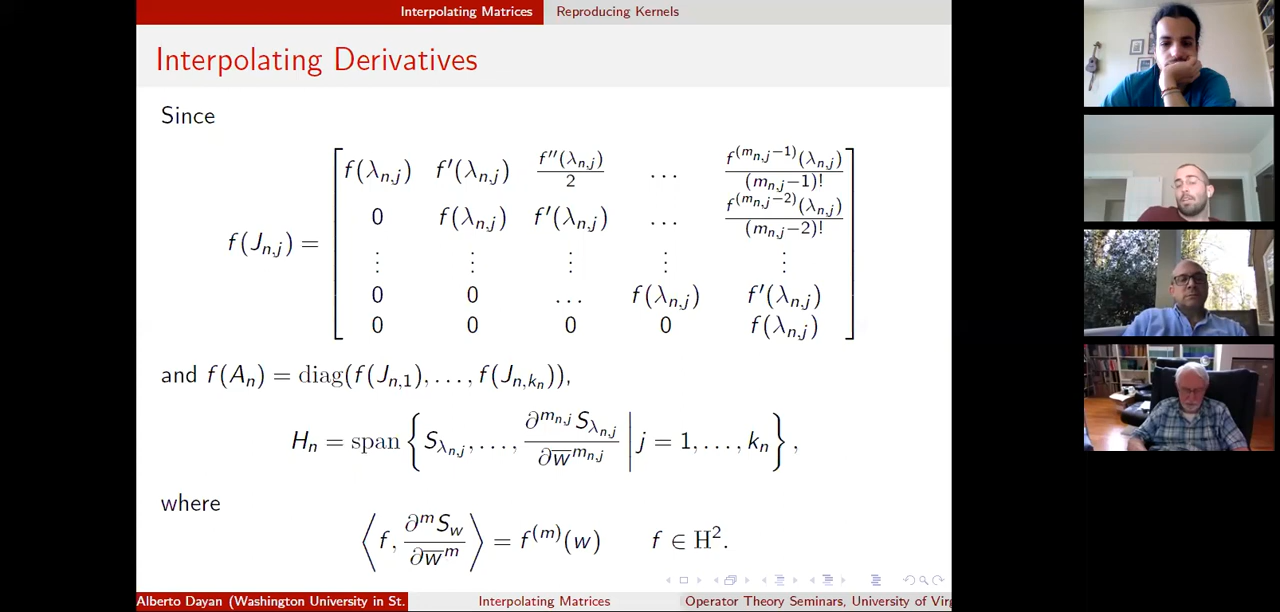 Interpolating Matrices Reproducing Kernels
Interpolating Derivatives
Since
f(J_{n,j}) = [ f(λ_{n,j}) f′(λ_{n,j}) f″(λ_{n,j})/2 … f^{(m_{n,j}−1)}(λ_{n,j})/(m_{n,j}−1)!
0 f(λ_{n,j}) f′(λ_{n,j}) … f^{(m_{n,j}−2)}(λ_{n,j})/(m_{n,j}−2)!
⋮ ⋮ ⋮ ⋮ ⋮
0 0 … f(λ_{n,j}) f′(λ_{n,j})
0 0 0 0 f(λ_{n,j}) ]
and f(A_n) = diag(f(J_{n,1}), …, f(J_{n,k_n})),
H_n = span { S_{λ_{n,j}}, …, ∂^{m_{n,j}} S_{λ_{n,j}} / ∂w̅^{m_{n,j}} | j = 1, …, k_n },
where
⟨ f, ∂^m S_w / ∂w̅^m ⟩ = f^{(m)}(w) f ∈ H².
Alberto Dayan (Washington University in St. Interpolating Matrices Operator Theory Seminars, University of Virg